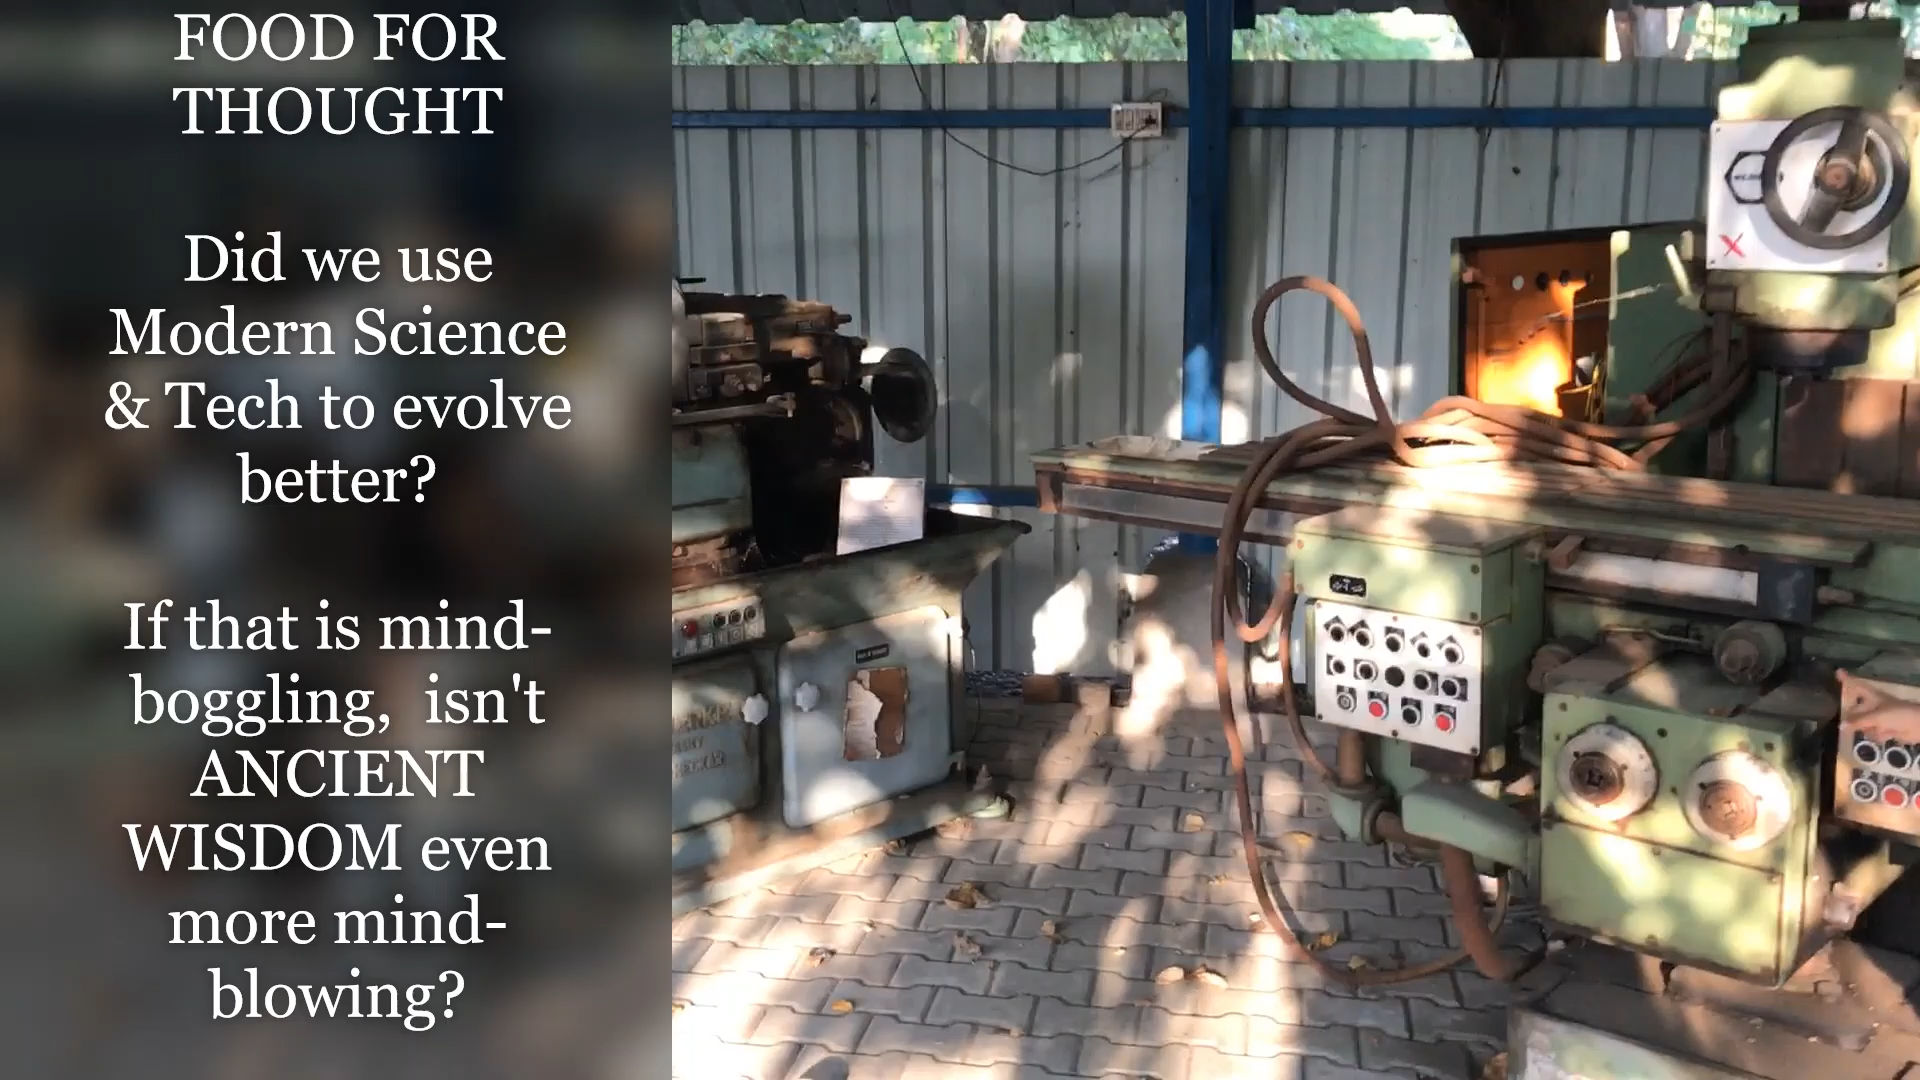 FOOD FOR
THOUGHT
Did we use
Modern Science
& Tech to evolve
better?
If that is mind-
boggling,  isn't
ANCIENT
WISDOM even
more mind-
blowing?